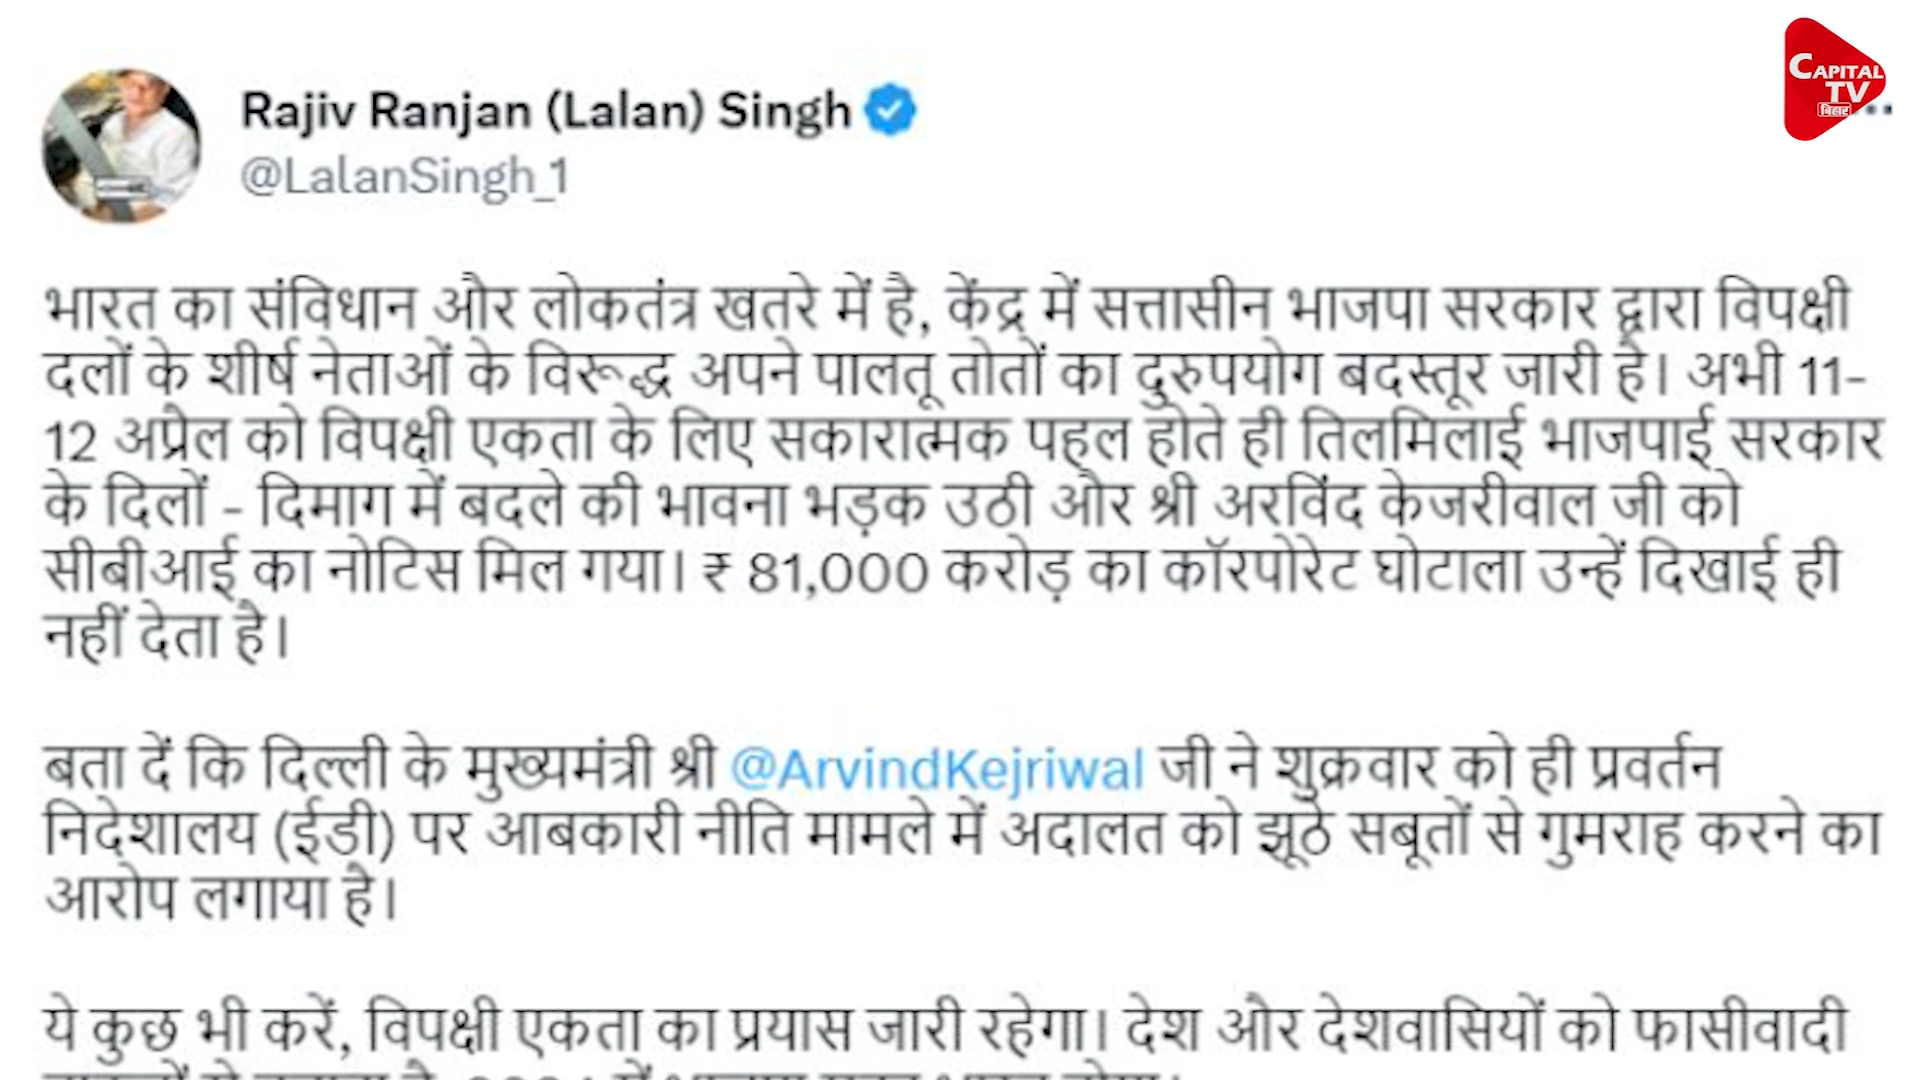 CAPITAL
TV
बिहार
Rajiv Ranjan (Lalan) Singh
@LalanSingh_1
भारत का संविधान और लोकतंत्र खतरे में है, केंद्र में सत्तासीन भाजपा सरकार द्वारा विपक्षी
दलों के शीर्ष नेताओं के विरूद्ध अपने पालतू तोतों का दुरुपयोग बदस्तूर जारी है। अभी 11-
12 अप्रैल को विपक्षी एकता के लिए सकारात्मक पहल होते ही तिलमिलाई भाजपाई सरकार
के दिलों - दिमाग में बदले की भावना भड़क उठी और श्री अरविंद केजरीवाल जी को
सीबीआई का नोटिस मिल गया। ₹ 81,000 करोड़ का कॉरपोरेट घोटाला उन्हें दिखाई ही
नहीं देता है।
बता दें कि दिल्ली के मुख्यमंत्री श्री @ArvindKejriwal जी ने शुक्रवार को ही प्रवर्तन
निदेशालय (ईडी) पर आबकारी नीति मामले में अदालत को झूठे सबूतों से गुमराह करने का
आरोप लगाया है।
ये कुछ भी करें, विपक्षी एकता का प्रयास जारी रहेगा। देश और देशवासियों को फासीवादी